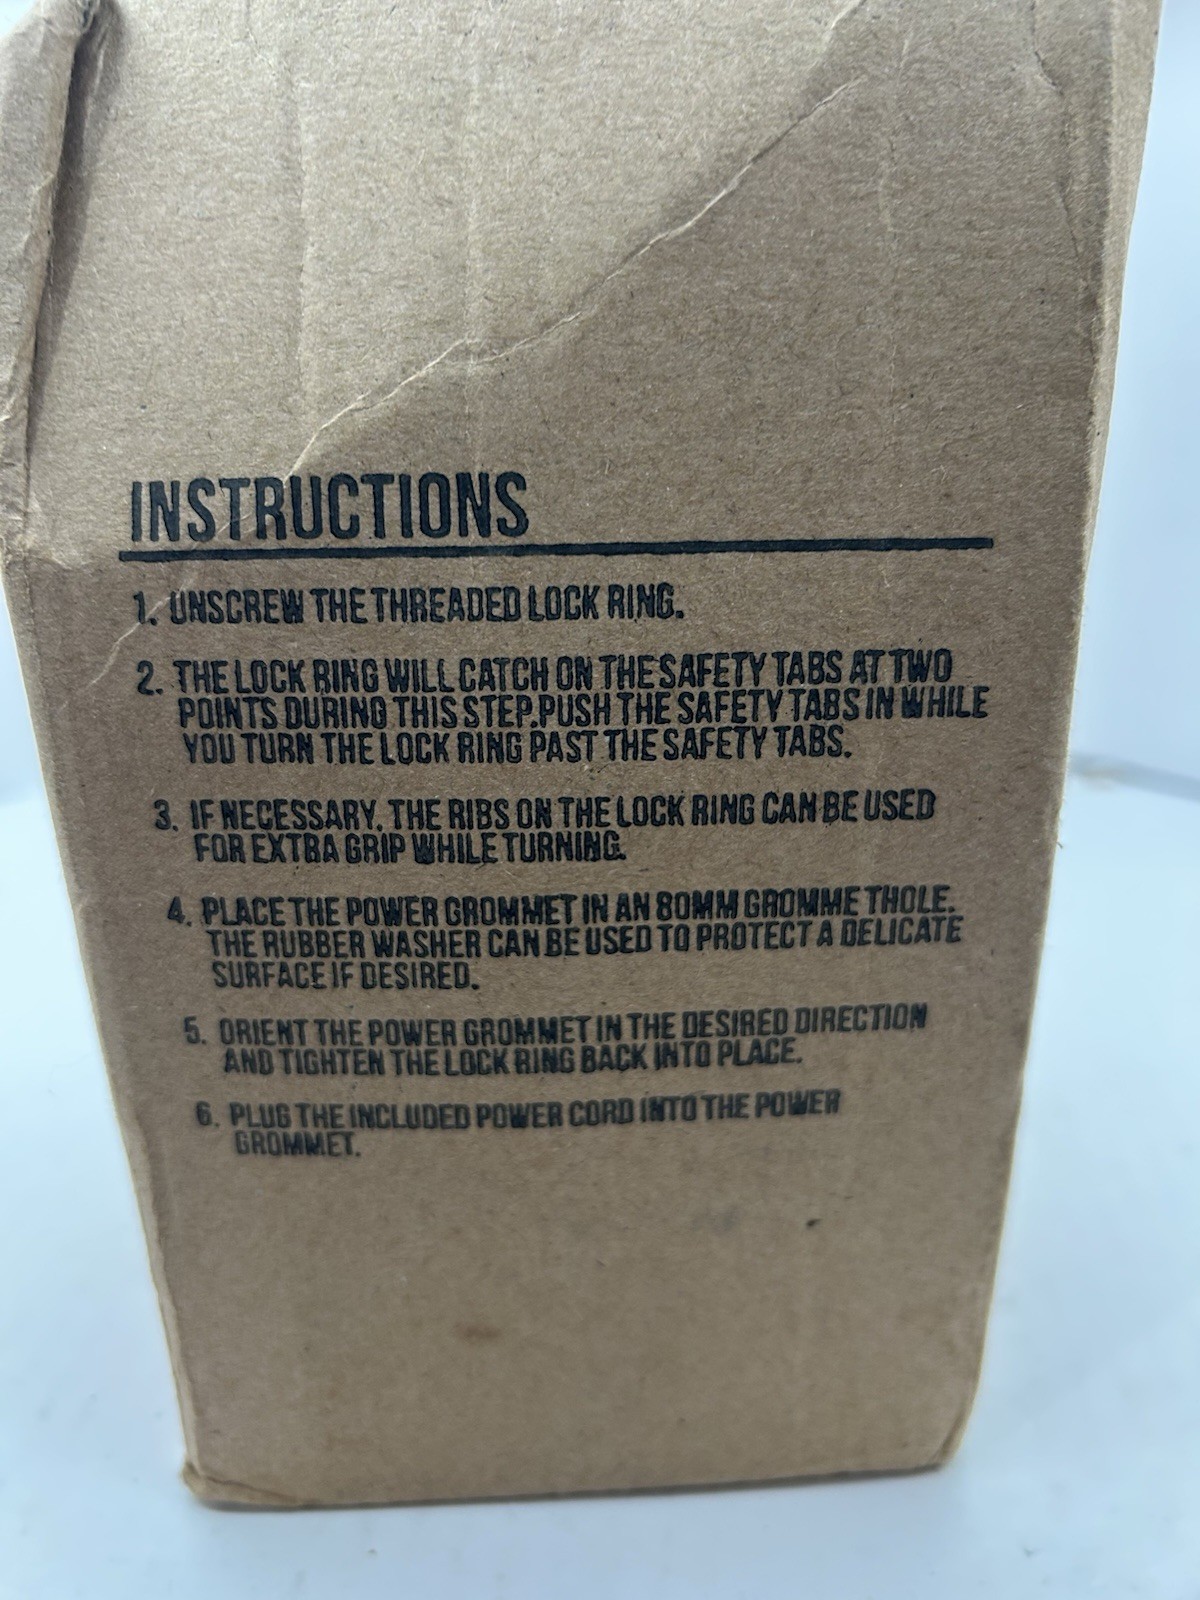 INSTRUCTIONS
1. UNSCREW THE THREADED LOCK RING.
2. THE LOCK RING WILL CATCH ON THE SAFETY TABS AT TWO
POINTS DURING THIS STEP.PUSH THE SAFETY TABS IN WHILE
YOU TURN THE LOCK RING PAST THE SAFETY TABS.
3. IF NECESSARY, THE RIBS ON THE LOCK RING CAN BE USED
FOR EXTRA GRIP WHILE TURNING.
4. PLACE THE POWER GROMMET IN AN 80MM GROMME THOLE.
THE RUBBER WASHER CAN BE USED TO PROTECT A DELICATE
SURFACE IF DESIRED.
5. ORIENT THE POWER GROMMET IN THE DESIRED DIRECTION
AND TIGHTEN THE LOCK RING BACK INTO PLACE.
6. PLUG THE INCLUDED POWER CORD INTO THE POWER
GROMMET.